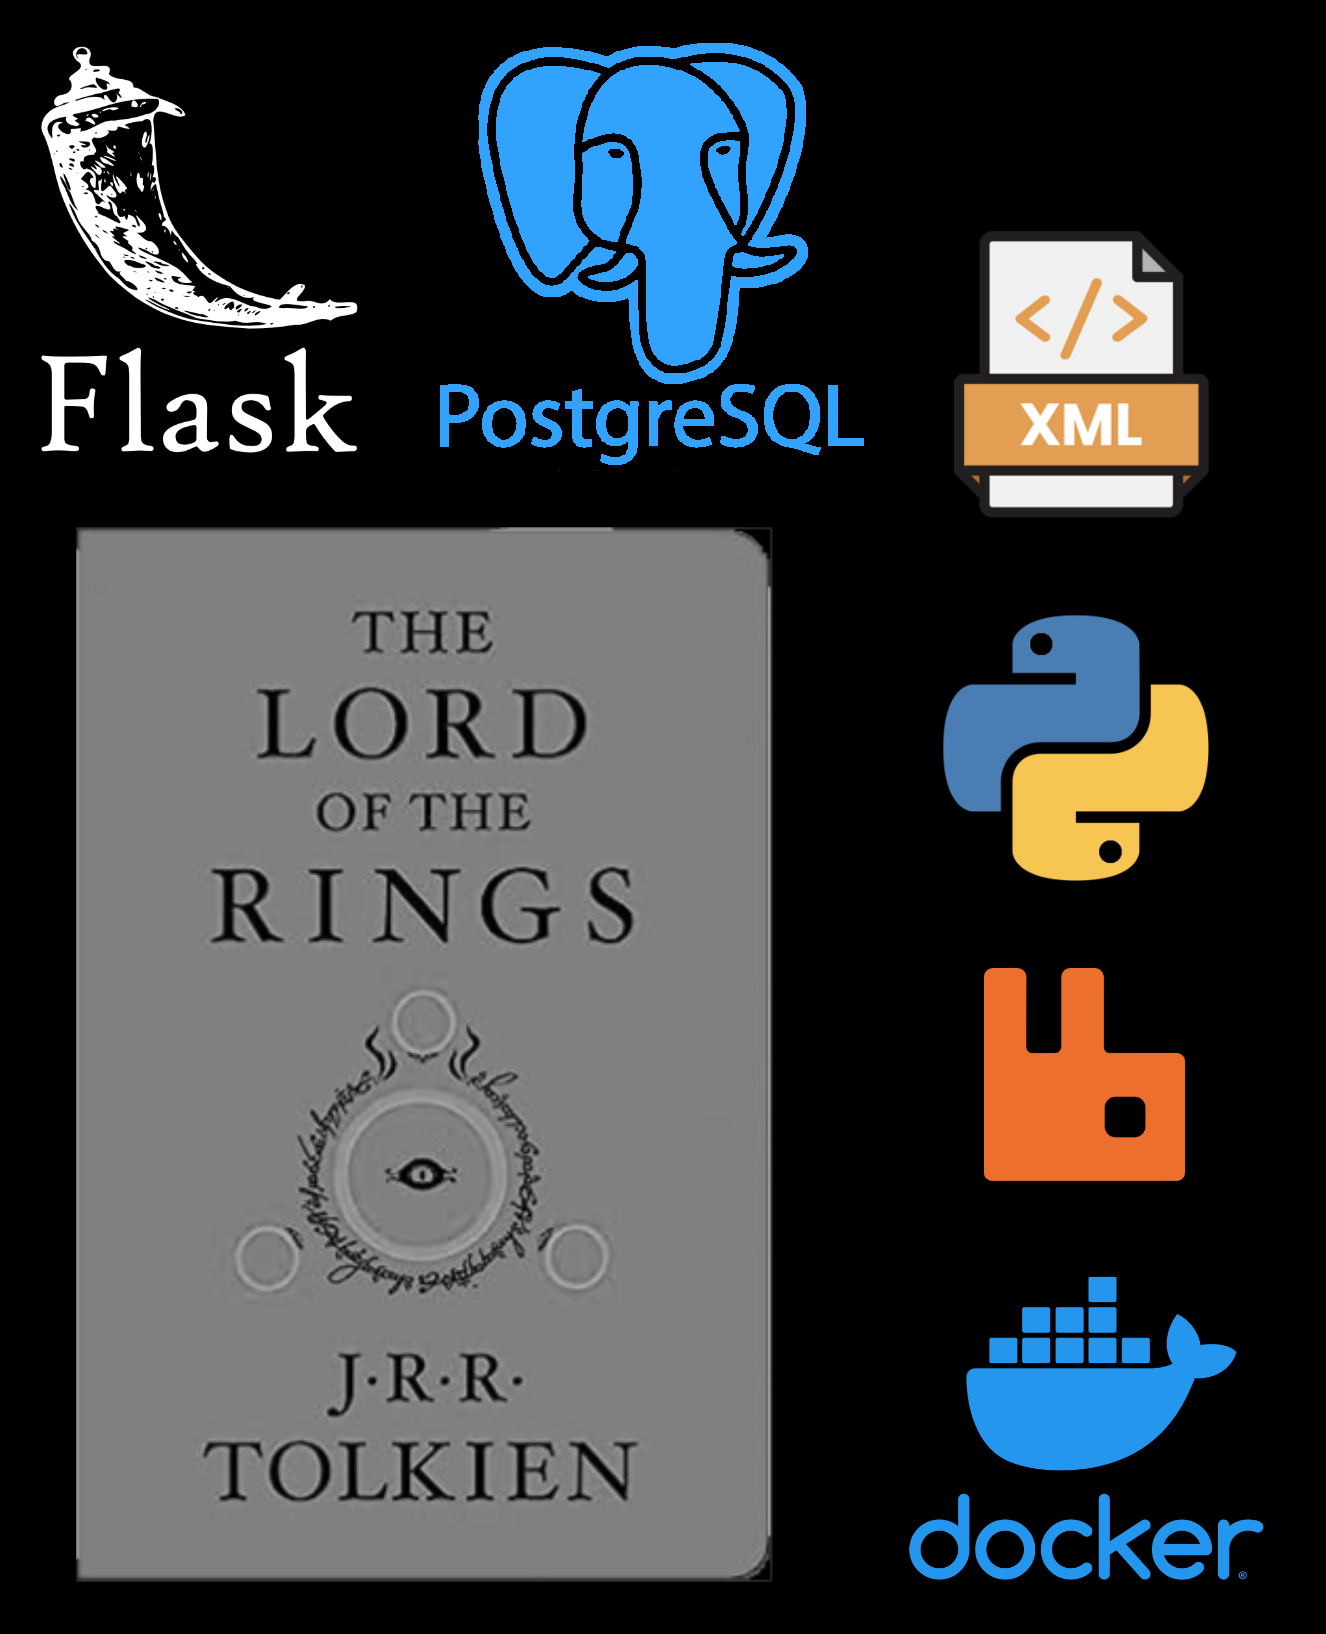 Flask
PostgreSQL
</>
XML
THE
LORD
OF THE
RINGS
J·R·R·
TOLKIEN
docker®